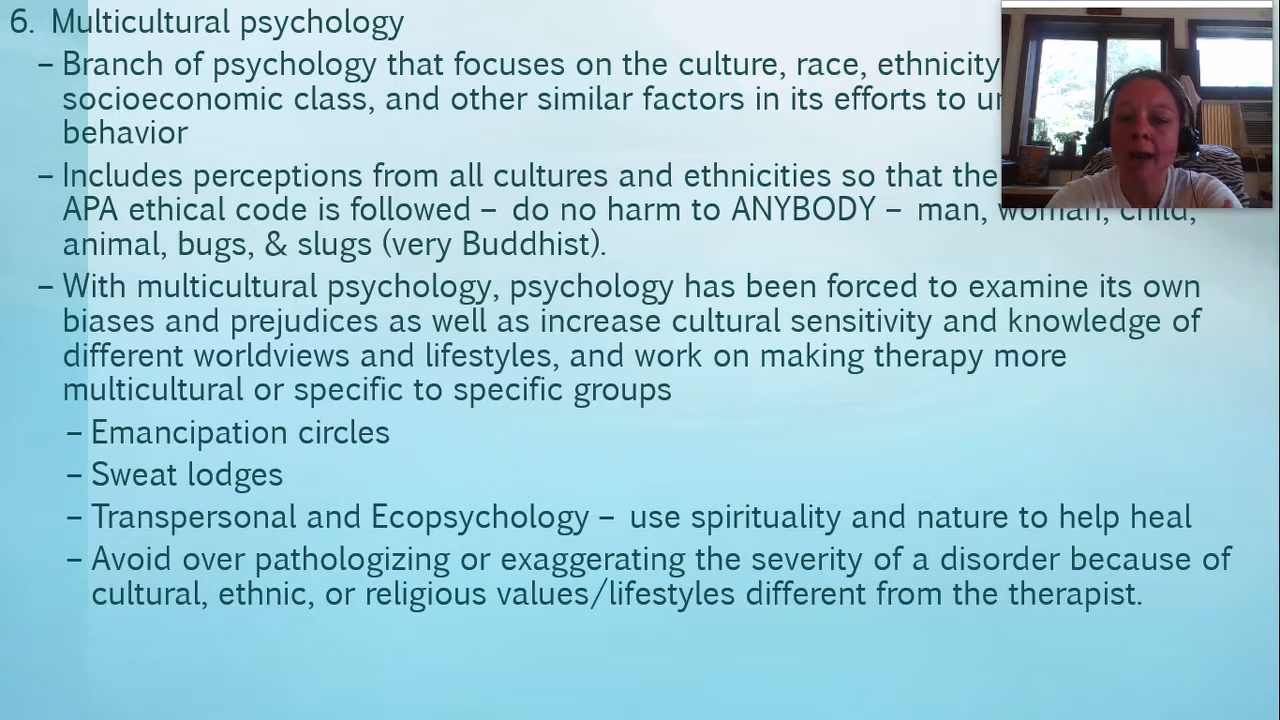 6. Multicultural psychology
– Branch of psychology that focuses on the culture, race, ethnicity
socioeconomic class, and other similar factors in its efforts to
behavior
– Includes perceptions from all cultures and ethnicities so that the
APA ethical code is followed – do no harm to ANYBODY – man, woman, child,
animal, bugs, & slugs (very Buddhist).
– With multicultural psychology, psychology has been forced to examine its own
biases and prejudices as well as increase cultural sensitivity and knowledge of
different worldviews and lifestyles, and work on making therapy more
multicultural or specific to specific groups
– Emancipation circles
– Sweat lodges
– Transpersonal and Ecopsychology – use spirituality and nature to help heal
– Avoid over pathologizing or exaggerating the severity of a disorder because of
cultural, ethnic, or religious values/lifestyles different from the therapist.